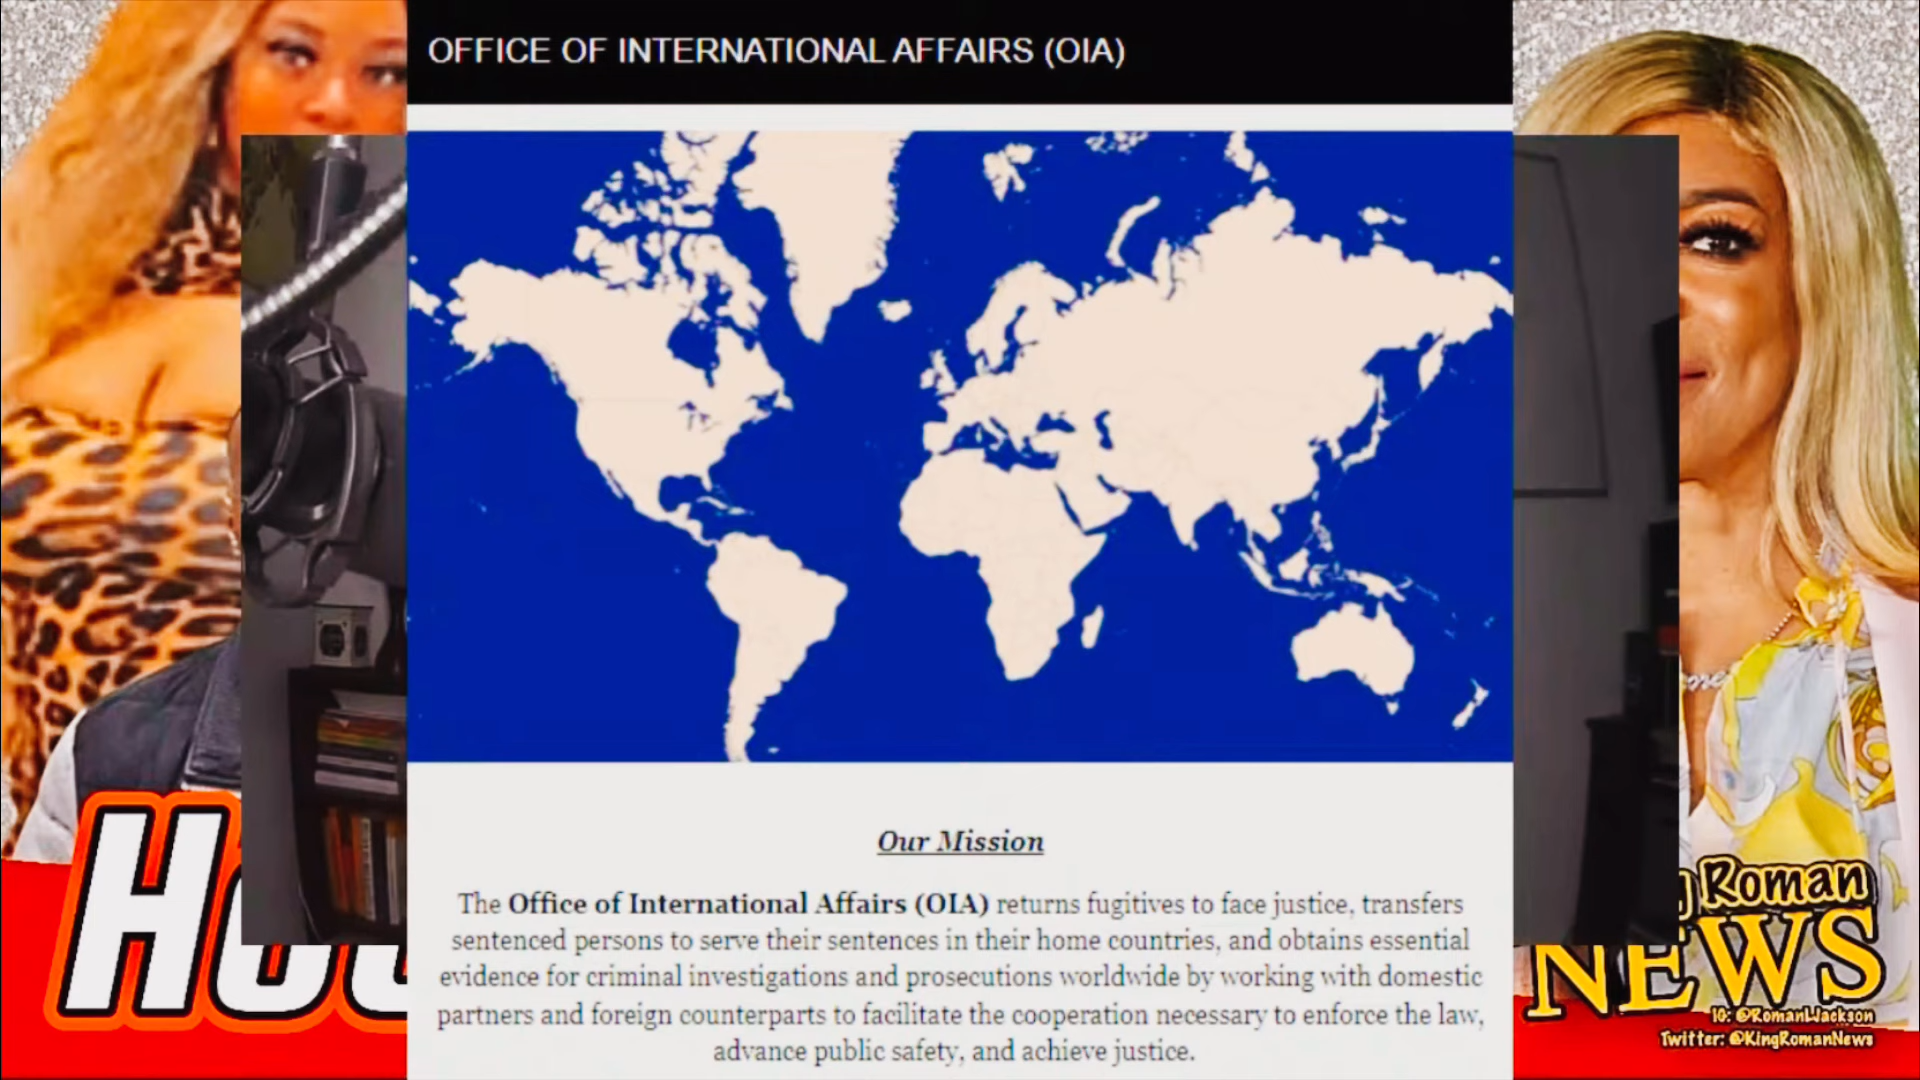 OFFICE OF INTERNATIONAL AFFAIRS (OIA)
Our Mission
The Office of International Affairs (OIA) returns fugitives to face justice, transfers
sentenced persons to serve their sentences in their home countries, and obtains essential
evidence for criminal investigations and prosecutions worldwide by working with domestic
partners and foreign counterparts to facilitate the cooperation necessary to enforce the law,
advance public safety, and achieve justice.
Roman
NEWS
IG: @RomanLJackson
Twitter: @KingRomanNews